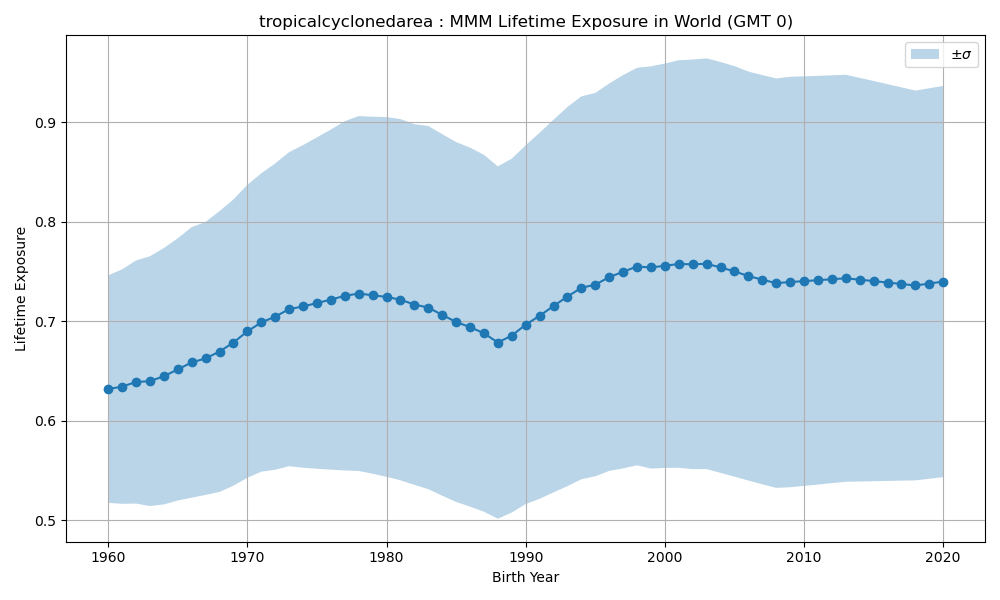 tropicalcyclonedarea : MMM Lifetime Exposure in World (GMT 0)
±σ
Lifetime Exposure
0.9
0.8
0.7
0.6
0.5
1960 1970 1980 1990 2000 2010 2020
Birth Year